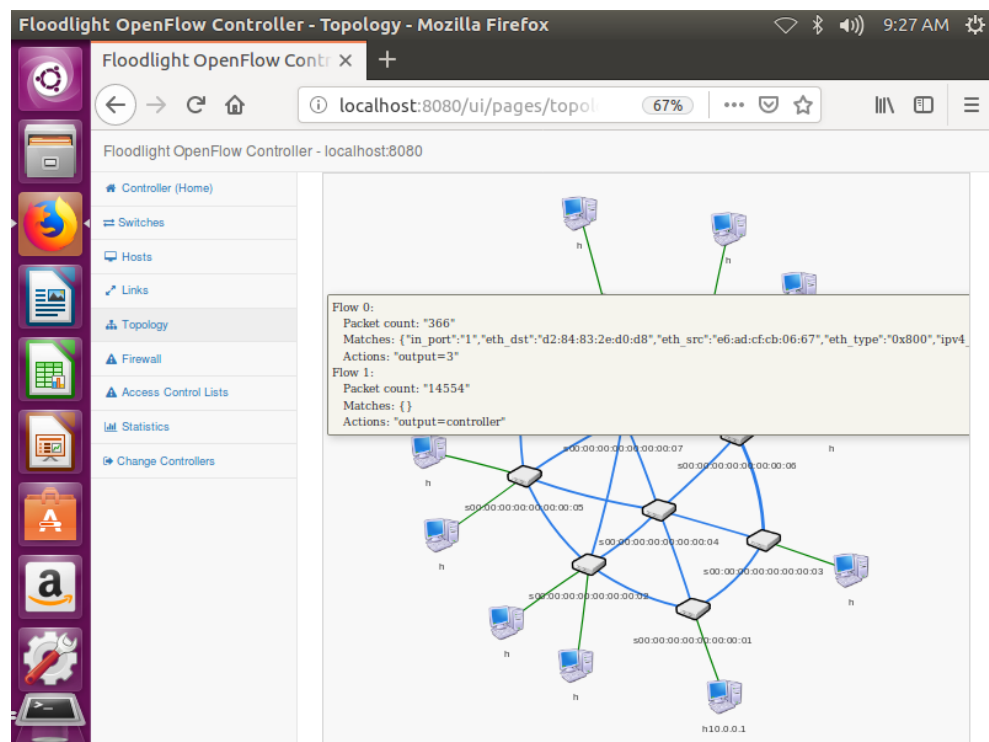 Floodlight OpenFlow Controller - Topology - Mozilla Firefox
9:27 AM
Floodlight OpenFlow Contr
localhost:8080/ui/pages/topol
67%
Floodlight OpenFlow Controller - localhost:8080
Controller (Home)
Switches
Hosts
Links
Topology
Firewall
Access Control Lists
Statistics
Change Controllers
h
h
Flow 0:
Packet count: "366"
Matches: {"in_port":"1","eth_dst":"d2:84:83:2e:d0:d8","eth_src":"e6:ad:cf:cb:06:67","eth_type":"0x800","ipv4_
Actions: "output=3"
Flow 1:
Packet count: "14554"
Matches: {}
Actions: "output=controller"
s00:00:00:00:00:00:00:07
h
s00:00:00:00:00:00:00:06
h
s00:00:00:00:00:00:00:05
s00:00:00:00:00:00:00:04
h
s00:00:00:00:00:00:00:03
s00:00:00:00:00:00:00:02
h
s00:00:00:00:00:00:00:01
h
h
h10.0.0.1